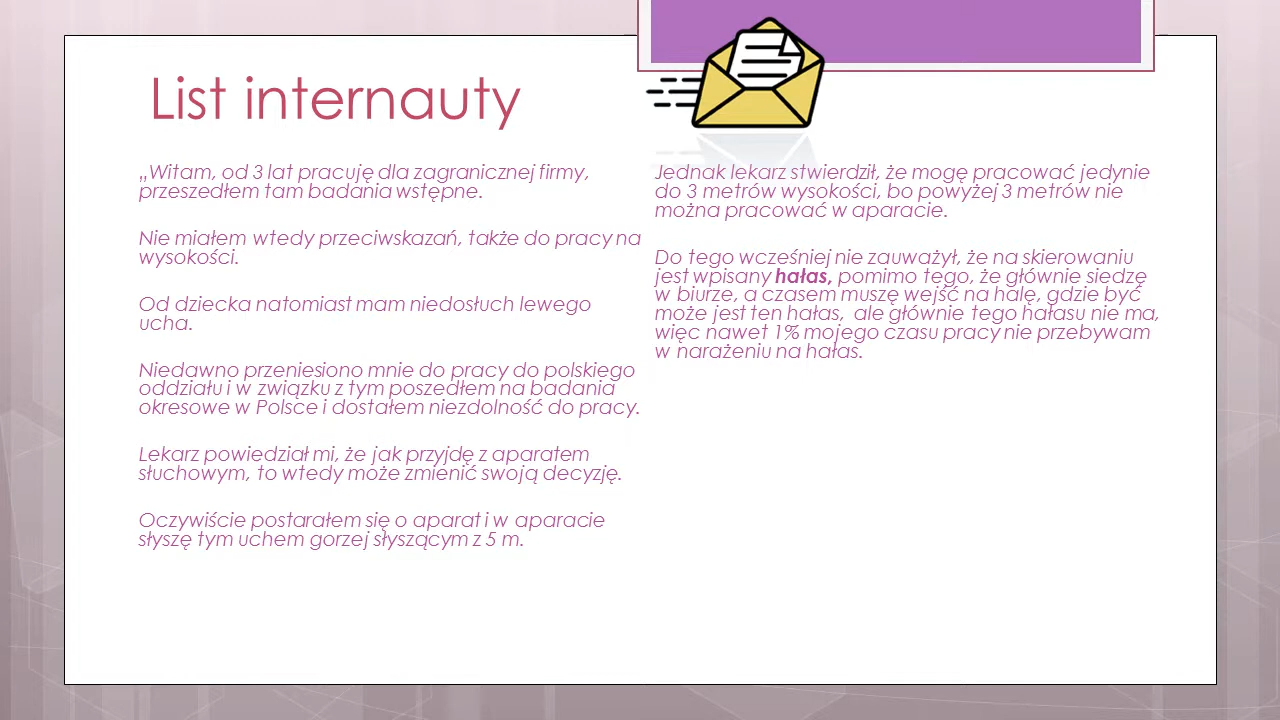 List internauty
„Witam, od 3 lat pracuję dla zagranicznej firmy,
przeszedłem tam badania wstępne.
Nie miałem wtedy przeciwskazań, także do pracy na
wysokości.
Od dziecka natomiast mam niedosłuch lewego
ucha.
Niedawno przeniesiono mnie do pracy do polskiego
oddziału i w związku z tym poszedłem na badania
okresowe w Polsce i dostałem niezdolność do pracy.
Lekarz powiedział mi, że jak przyjdę z aparatem
słuchowym, to wtedy może zmienić swoją decyzję.
Oczywiście postarałem się o aparat i w aparacie
słyszę tym uchem gorzej słyszącym z 5 m.
Jednak lekarz stwierdził, że mogę pracować jedynie
do 3 metrów wysokości, bo powyżej 3 metrów nie
można pracować w aparacie.
Do tego wcześniej nie zauważył, że na skierowaniu
jest wpisany hałas, pomimo tego, że głównie siedzę
w biurze, a czasem muszę wejść na halę, gdzie być
może jest ten hałas, ale głównie tego hałasu nie ma,
więc nawet 1% mojego czasu pracy nie przebywam
w narażeniu na hałas.